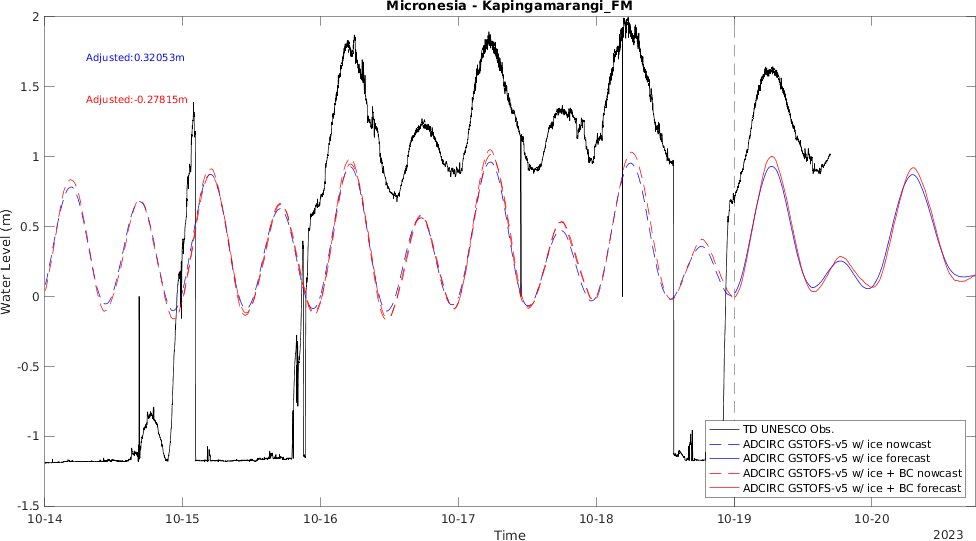 Micronesia - Kapingamarangi_FM
Adjusted:0.32053m
Adjusted:-0.27815m
Water Level (m)
2
1.5
1
0.5
0
-0.5
-1
-1.5
10-14
10-15
10-16
10-17
10-18
10-19
10-20
Time
2023
TD UNESCO Obs.
ADCIRC GSTOFS-v5 w/ ice nowcast
ADCIRC GSTOFS-v5 w/ ice forecast
ADCIRC GSTOFS-v5 w/ ice + BC nowcast
ADCIRC GSTOFS-v5 w/ ice + BC forecast